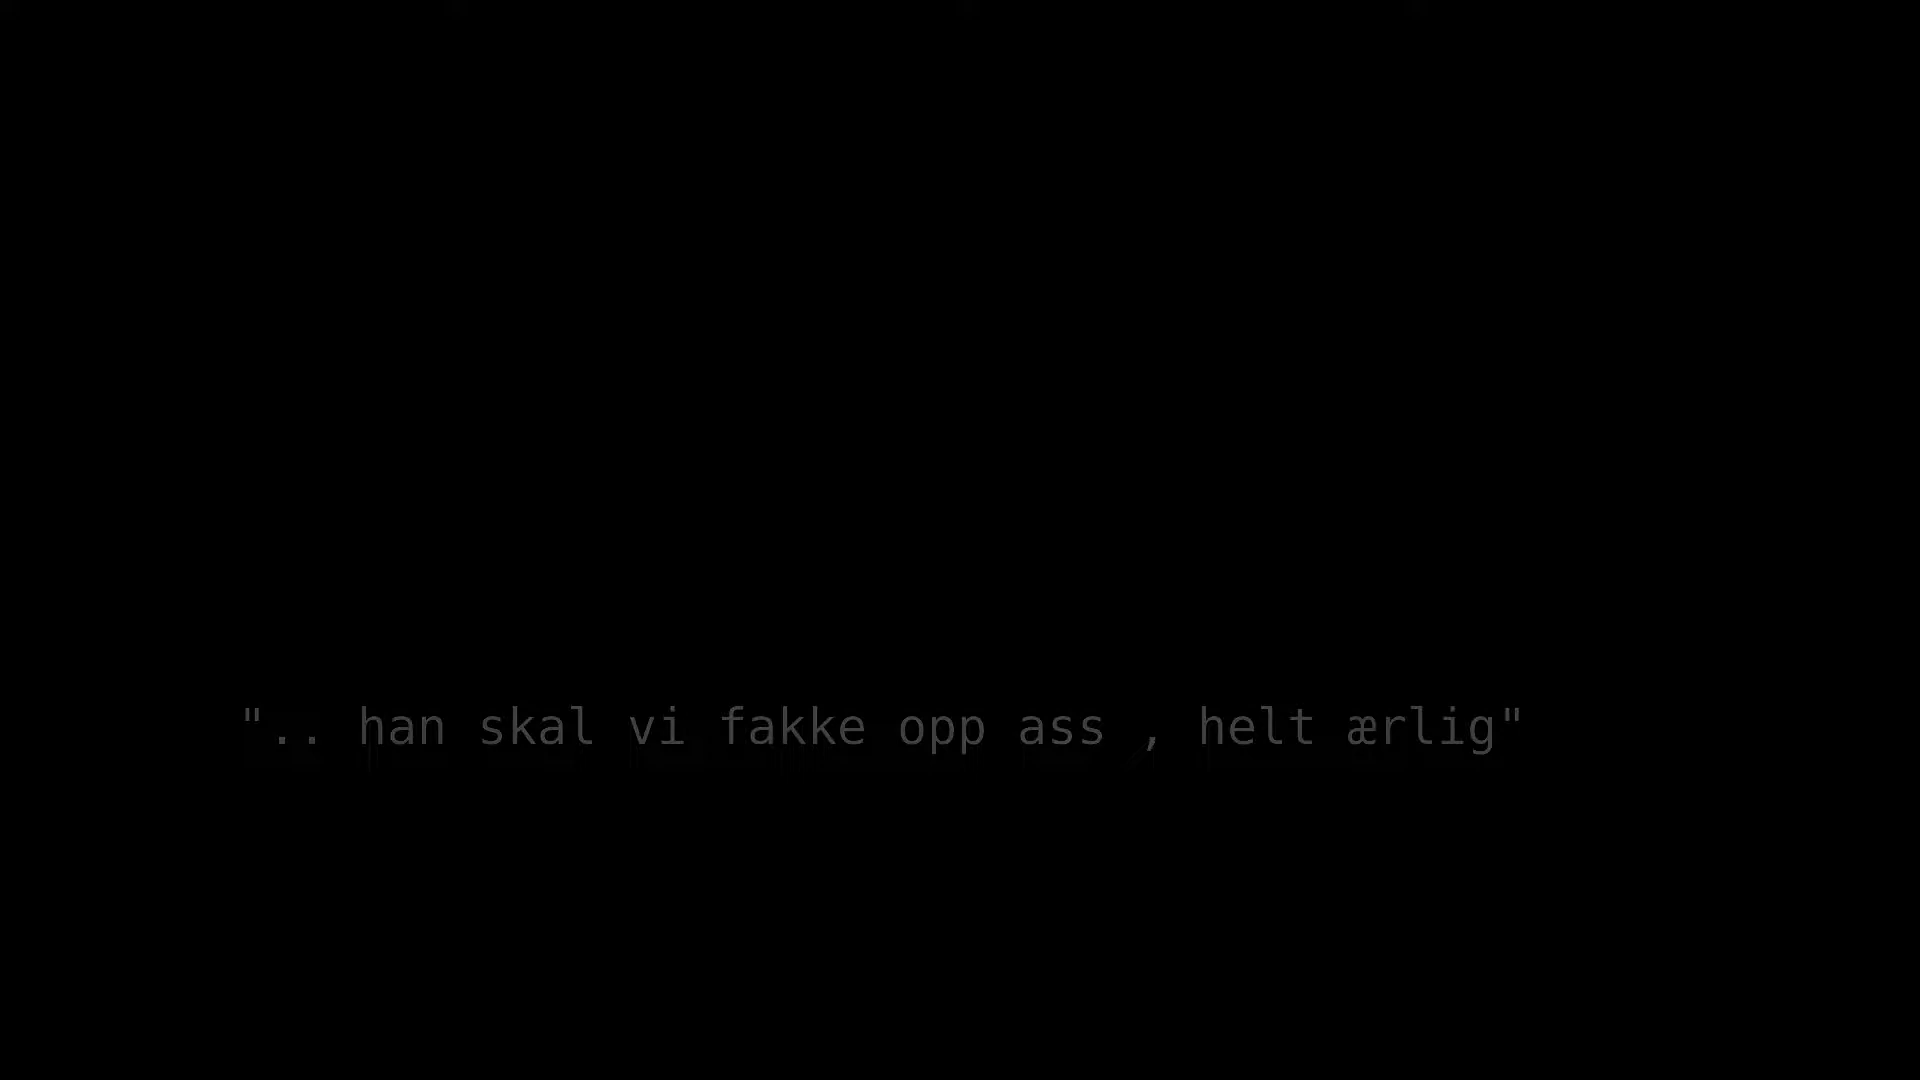 ".. han skal vi fakke opp ass , helt ærlig"